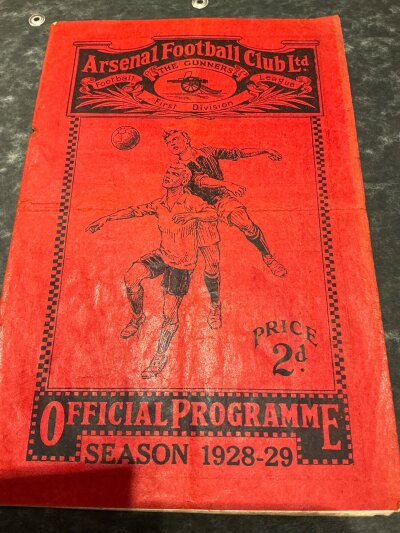 Arsenal Football Club Ltd.
"THE GUNNERS"
Football League
First Division
PRICE
2d.
OFFICIAL PROGRAMME
SEASON 1928-29